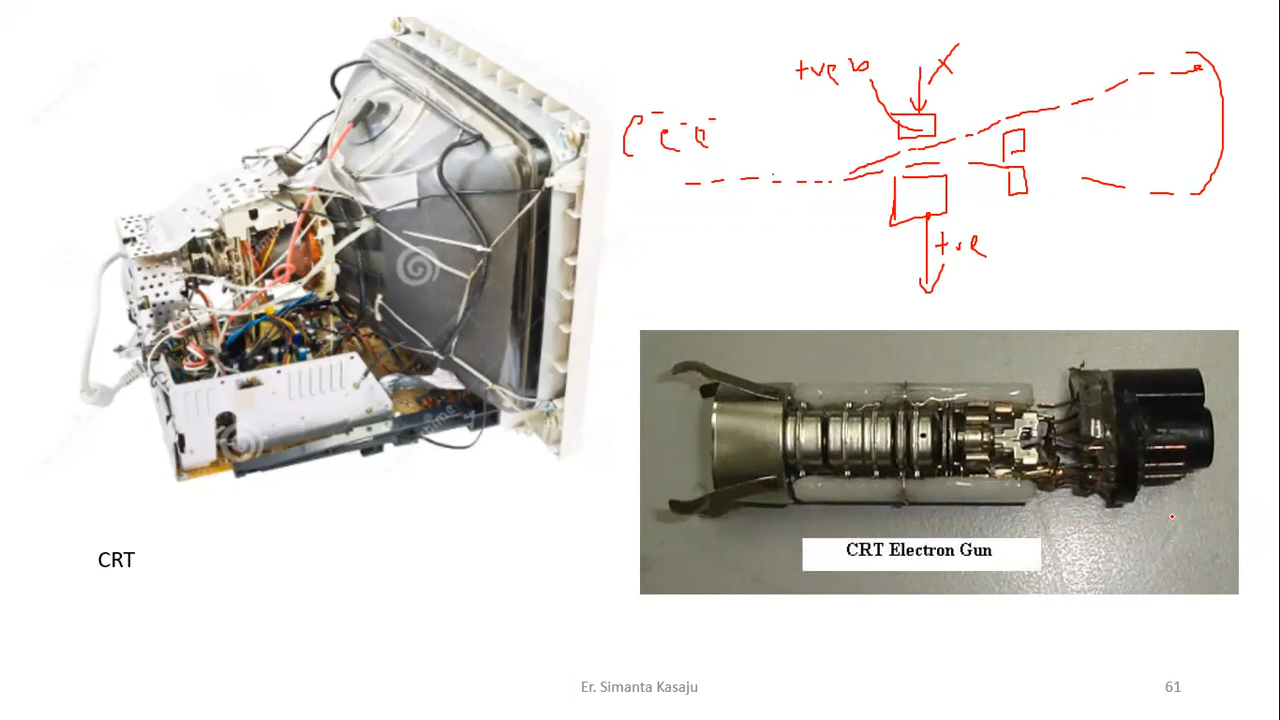 +ve
X
e⁻ e⁻ e⁻
+ve
CRT Electron Gun
CRT
Er. Simanta Kasaju
61